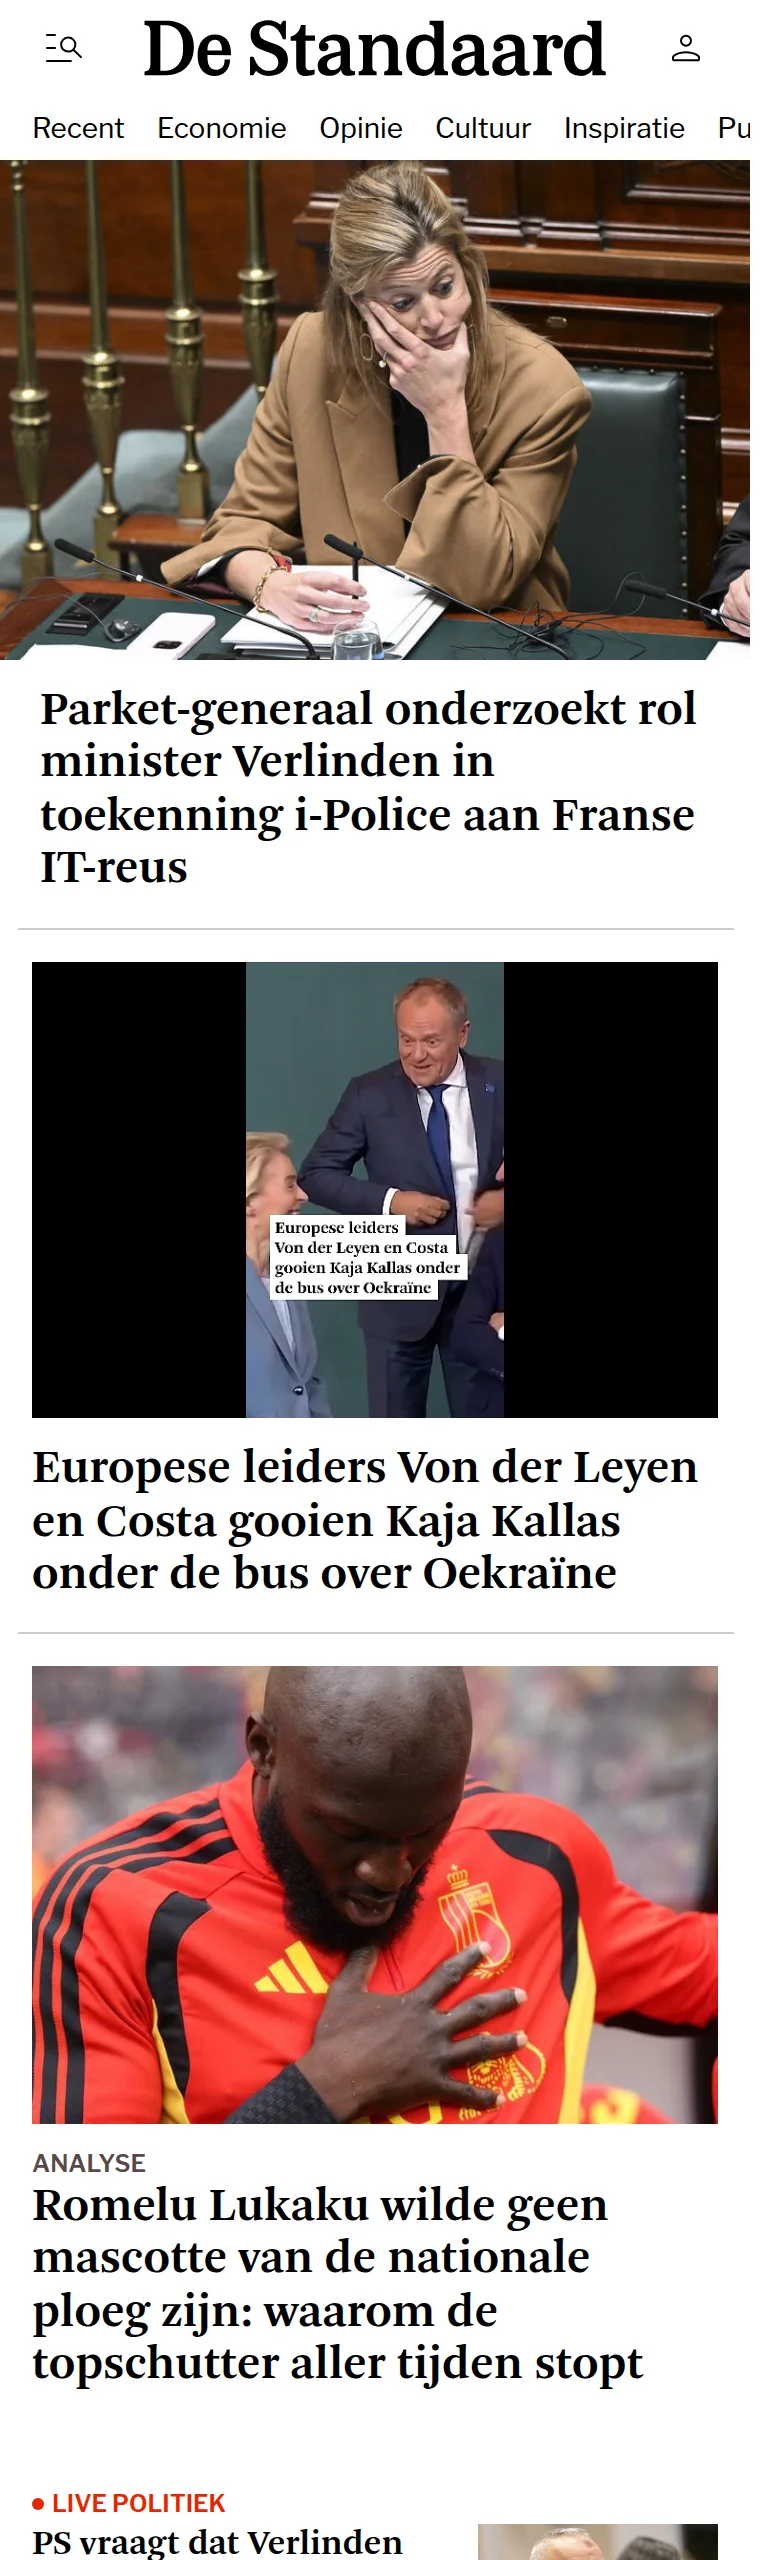 De Standaard
Recent Economie Opinie Cultuur Inspiratie Pu
Parket-generaal onderzoekt rol
minister Verlinden in
toekenning i-Police aan Franse
IT-reus
Europese leiders
Von der Leyen en Costa
gooien Kaja Kallas onder
de bus over Oekraïne
Europese leiders Von der Leyen
en Costa gooien Kaja Kallas
onder de bus over Oekraïne
ANALYSE
Romelu Lukaku wilde geen
mascotte van de nationale
ploeg zijn: waarom de
topschutter aller tijden stopt
LIVE POLITIEK
PS vraagt dat Verlinden